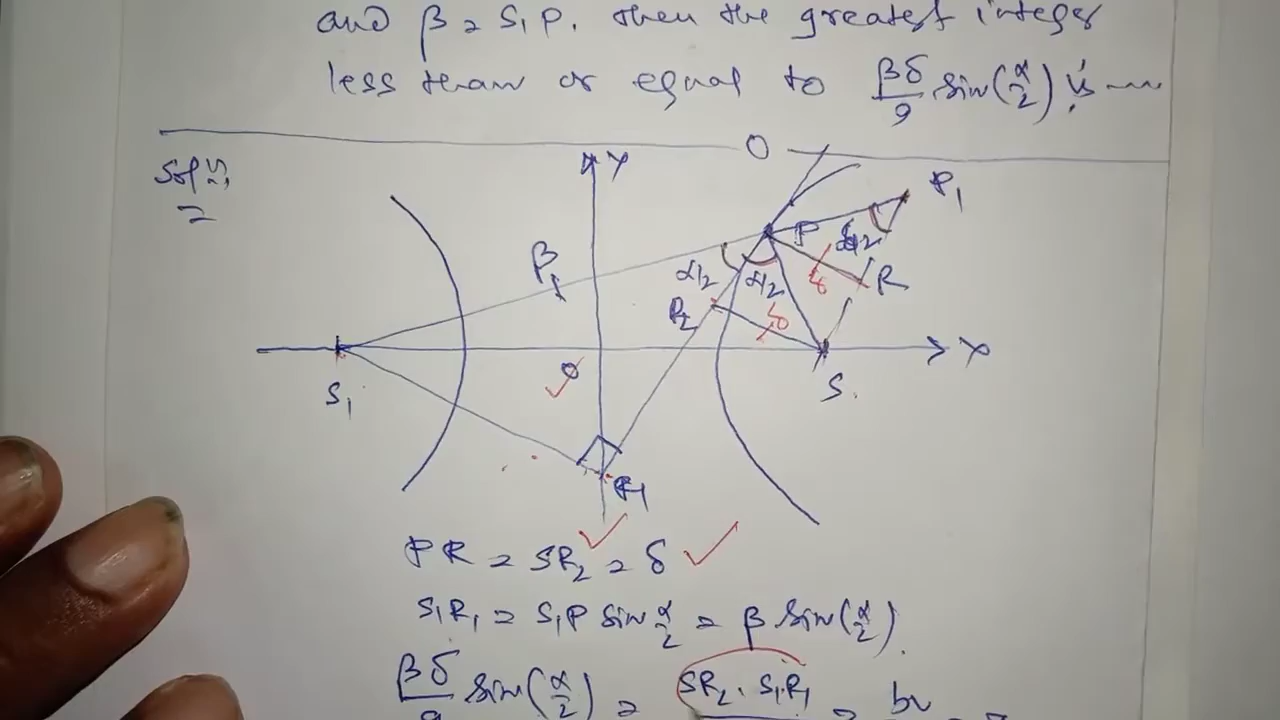 and β = S₁P. then the greatest integer
less than or equal to βδ/9 sin(α/2) is ---
Solⁿ,
Y
P₁
P
β
α/2
α/2
α/2
δ
R
R₂
δ
X
S₁
O
S.
R₁
PR = SR₂ = δ
S₁R₁ = S₁P sin α/2 = β sin(α/2).
βδ/9 sin(α/2) = SR₂ . S₁R₁